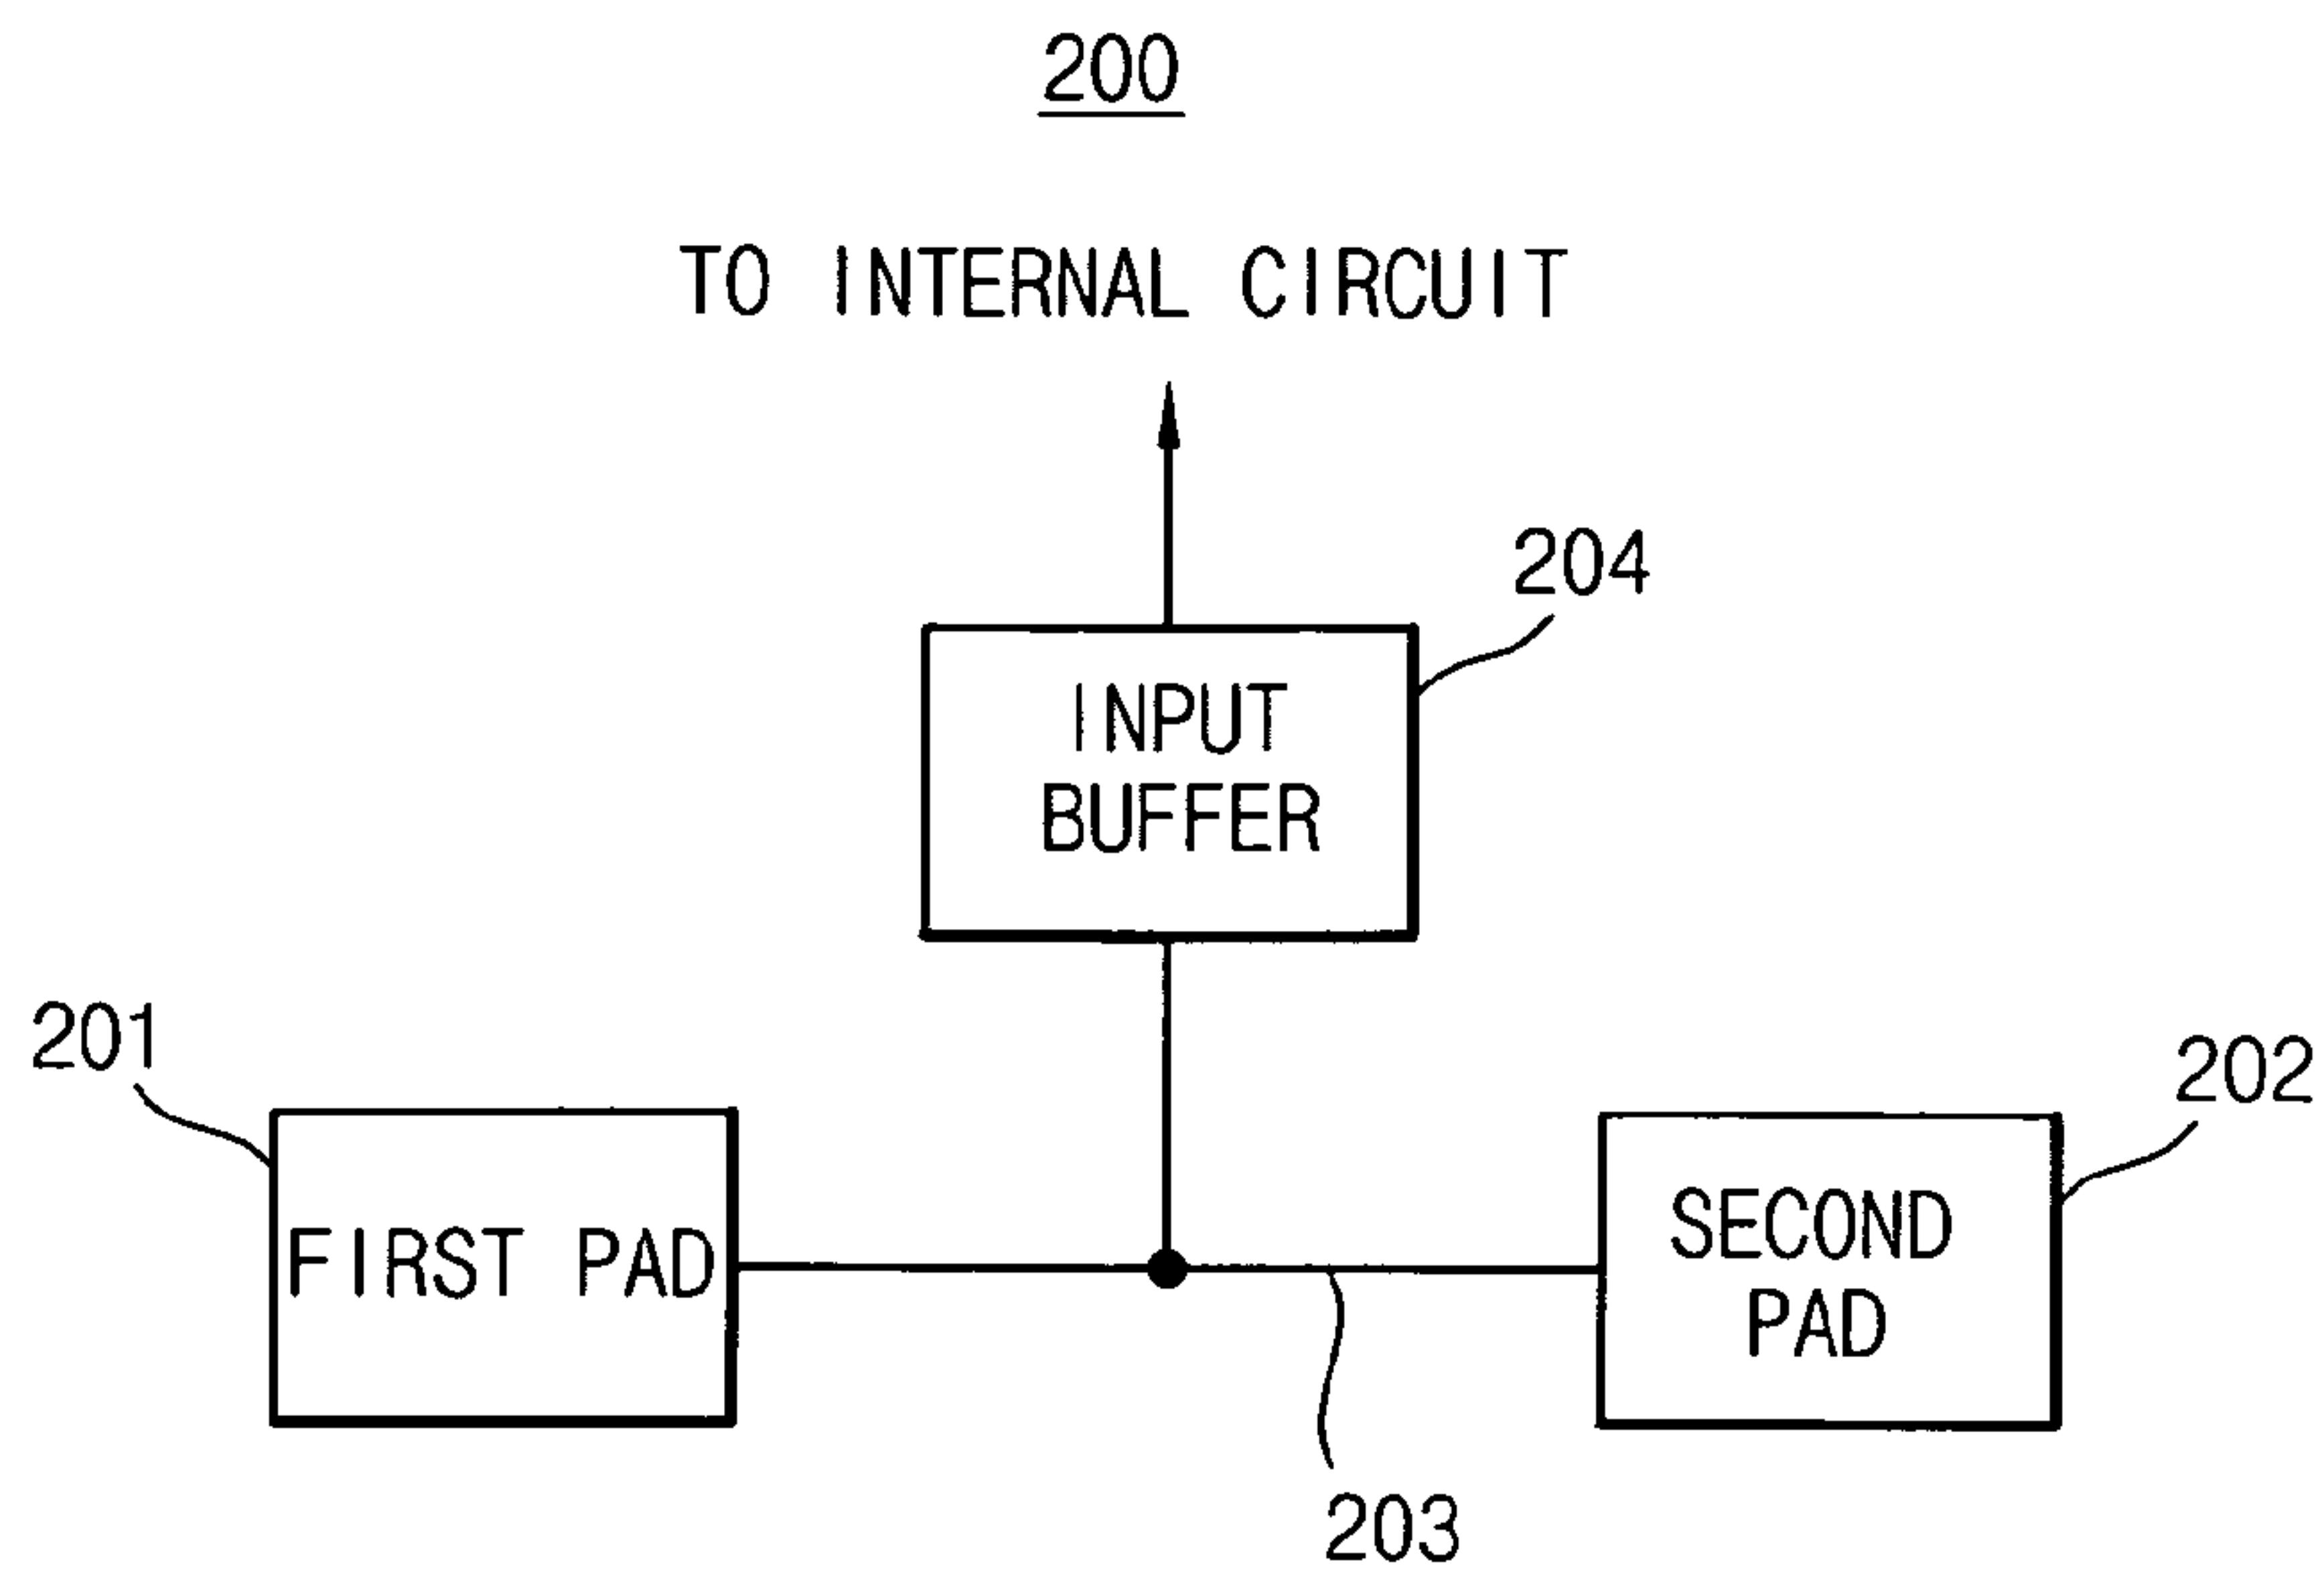 200
TO INTERNAL CIRCUIT
204
INPUT
BUFFER
201
202
FIRST PAD
SECOND
PAD
203